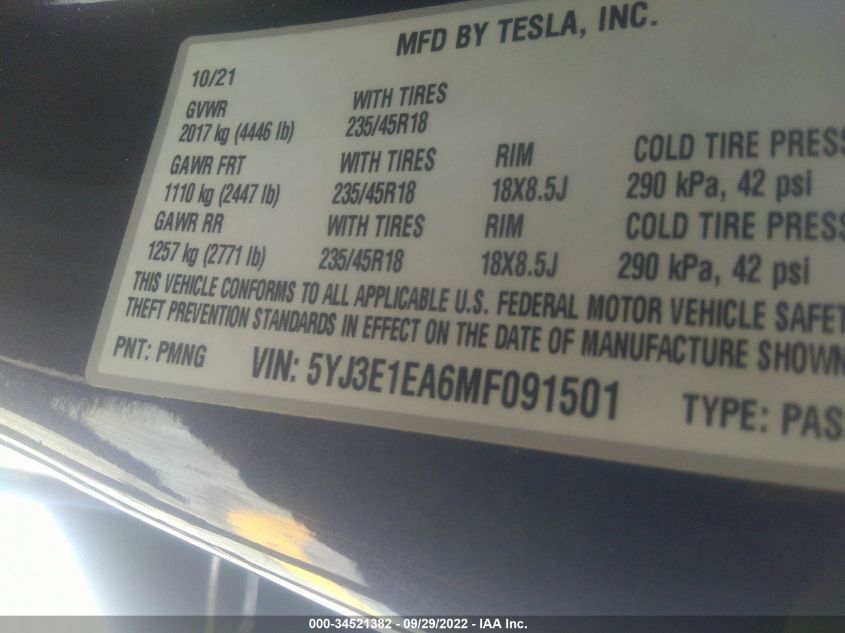 MFD BY TESLA, INC.
10/21
GVWR WITH TIRES
2017 kg (4446 lb) 235/45R18
GAWR FRT WITH TIRES RIM COLD TIRE PRESS
1110 kg (2447 lb) 235/45R18 18X8.5J 290 kPa, 42 psi
GAWR RR WITH TIRES RIM COLD TIRE PRESS
1257 kg (2771 lb) 235/45R18 18X8.5J 290 kPa, 42 psi
THIS VEHICLE CONFORMS TO ALL APPLICABLE U.S. FEDERAL MOTOR VEHICLE SAFET
THEFT PREVENTION STANDARDS IN EFFECT ON THE DATE OF MANUFACTURE SHOWN
PNT: PMNG VIN: 5YJ3E1EA6MF091501 TYPE: PAS
000-34521382 - 09/29/2022 - IAA Inc.